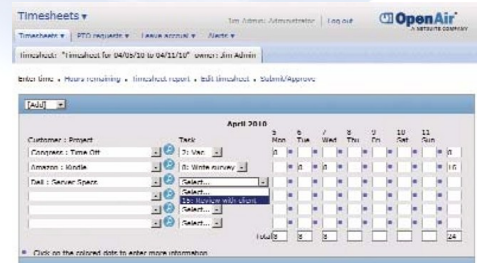 Timesheets
Jim Admin: Administrator | Log out
OpenAir
A NETSUITE COMPANY
Timesheets | PTO requests | Leave accrual | Alerts
Timesheet: "Timesheet for 04/05/10 to 04/11/10" owner: Jim Admin
Enter time . Hours remaining . Timesheet report . Edit timesheet . Submit/Approve
[Add]
April 2010
5 6 7 8 9 10 11
Customer : Project Task Mon Tue Wed Thu Fri Sat Sun
Congress : Time Off 2: Vac 8
Amazon : Kindle 8: Write survey 8 8 16
Dell : Server Specs Select...
Select...
15: Review with client
Select...
Select...
Total 8 8 8 24
Click on the colored dots to enter more information